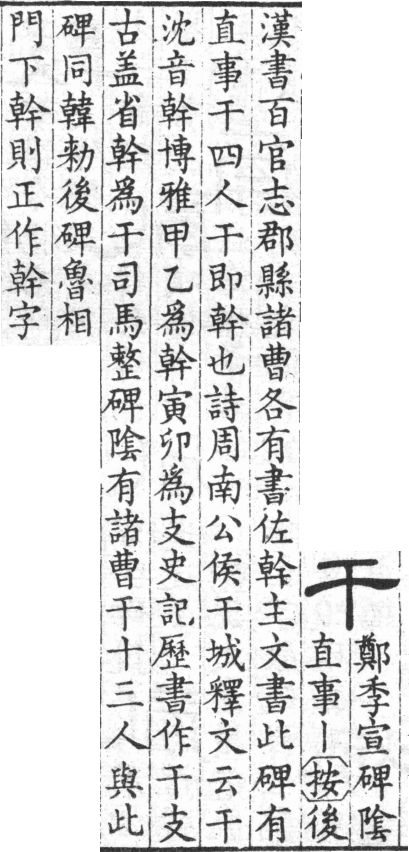 干
鄭季宣碑陰
直事丨按後
漢書百官志郡縣諸曹各有書佐幹主文書此碑有
直事干四人干即幹也詩周南公侯干城釋文云干
沈音幹博雅甲乙爲幹寅卯爲支史記歷書作干支
古盖省幹爲干司馬整碑陰有諸曹干十三人與此
碑同韓勑後碑魯相
門下幹則正作幹字